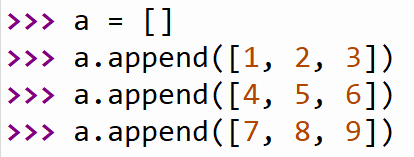 >>> a = []
>>> a.append([1, 2, 3])
>>> a.append([4, 5, 6])
>>> a.append([7, 8, 9])